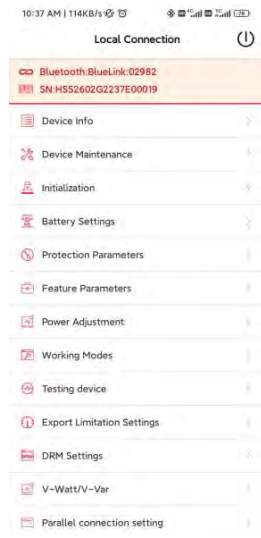 10:37 AM | 114KB/s
Local Connection
Bluetooth:BlueLink:02982
SN:HSS2602G2237E00019
Device Info
Device Maintenance
Initialization
Battery Settings
Protection Parameters
Feature Parameters
Power Adjustment
Working Modes
Testing device
Export Limitation Settings
DRM Settings
V-Watt/V-Var
Parallel connection setting